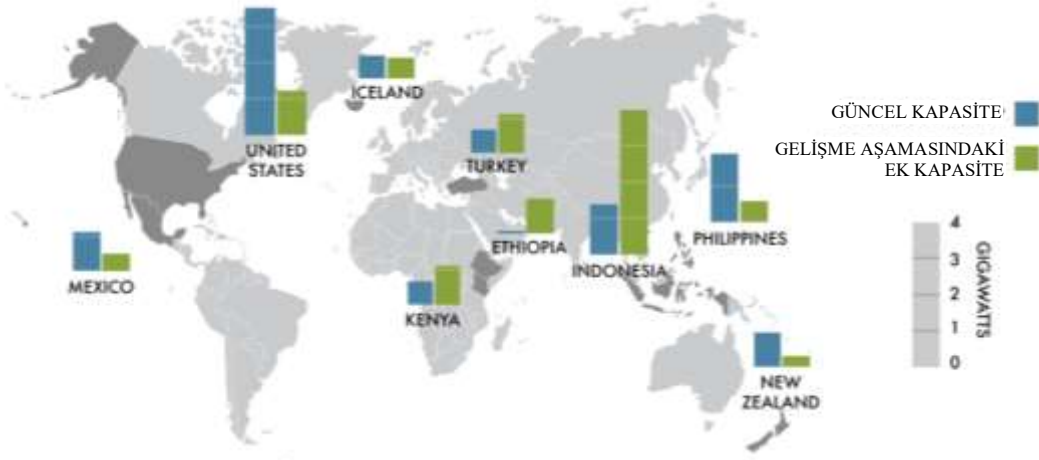 ICELAND
UNITED
STATES
TURKEY
ETHIOPIA
INDONESIA
PHILIPPINES
MEXICO
KENYA
NEW
ZEALAND
GÜNCEL KAPASİTE
GELİŞME AŞAMASINDAKİ
EK KAPASİTE
4
3
2
1
0
GIGAWATTS